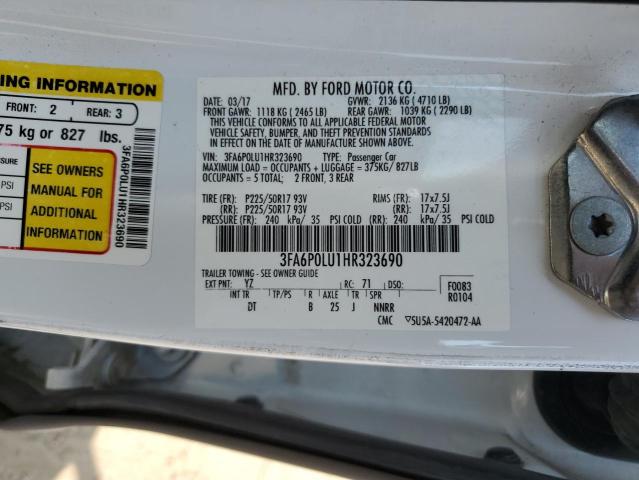 NG INFORMATION
FRONT: 2 REAR: 3
75 kg or 827 lbs.
SSURE
PSI
PSI
SEE OWNERS
MANUAL FOR
ADDITIONAL
INFORMATION
3FA6P0LU1HR323690
MFD. BY FORD MOTOR CO.
DATE: 03/17 GVWR: 2136 KG ( 4710 LB)
FRONT GAWR: 1118 KG ( 2465 LB) REAR GAWR: 1039 KG ( 2290 LB)
THIS VEHICLE CONFORMS TO ALL APPLICABLE FEDERAL MOTOR
VEHICLE SAFETY, BUMPER, AND THEFT PREVENTION STANDARDS
IN EFFECT ON THE DATE OF MANUFACTURE SHOWN ABOVE.
VIN: 3FA6P0LU1HR323690 TYPE: Passenger Car
MAXIMUM LOAD = OCCUPANTS + LUGGAGE = 375KG/ 827LB
OCCUPANTS = 5 TOTAL; 2 FRONT, 3 REAR
TIRE (FR): P225/50R17 93V RIMS (FR): 17x7.5J
(RR): P225/50R17 93V (RR): 17x7.5J
PRESSURE (FR): 240 kPa/ 35 PSI COLD (RR): 240 kPa/ 35 PSI COLD
3FA6P0LU1HR323690
TRAILER TOWING - SEE OWNER GUIDE
EXT PNT: YZ RC: 71 DSO: F0083
INT TR TP/PS R AXLE TR SPR R0104
DT B 25 J NNRR
CMC ▽5U5A-5420472-AA